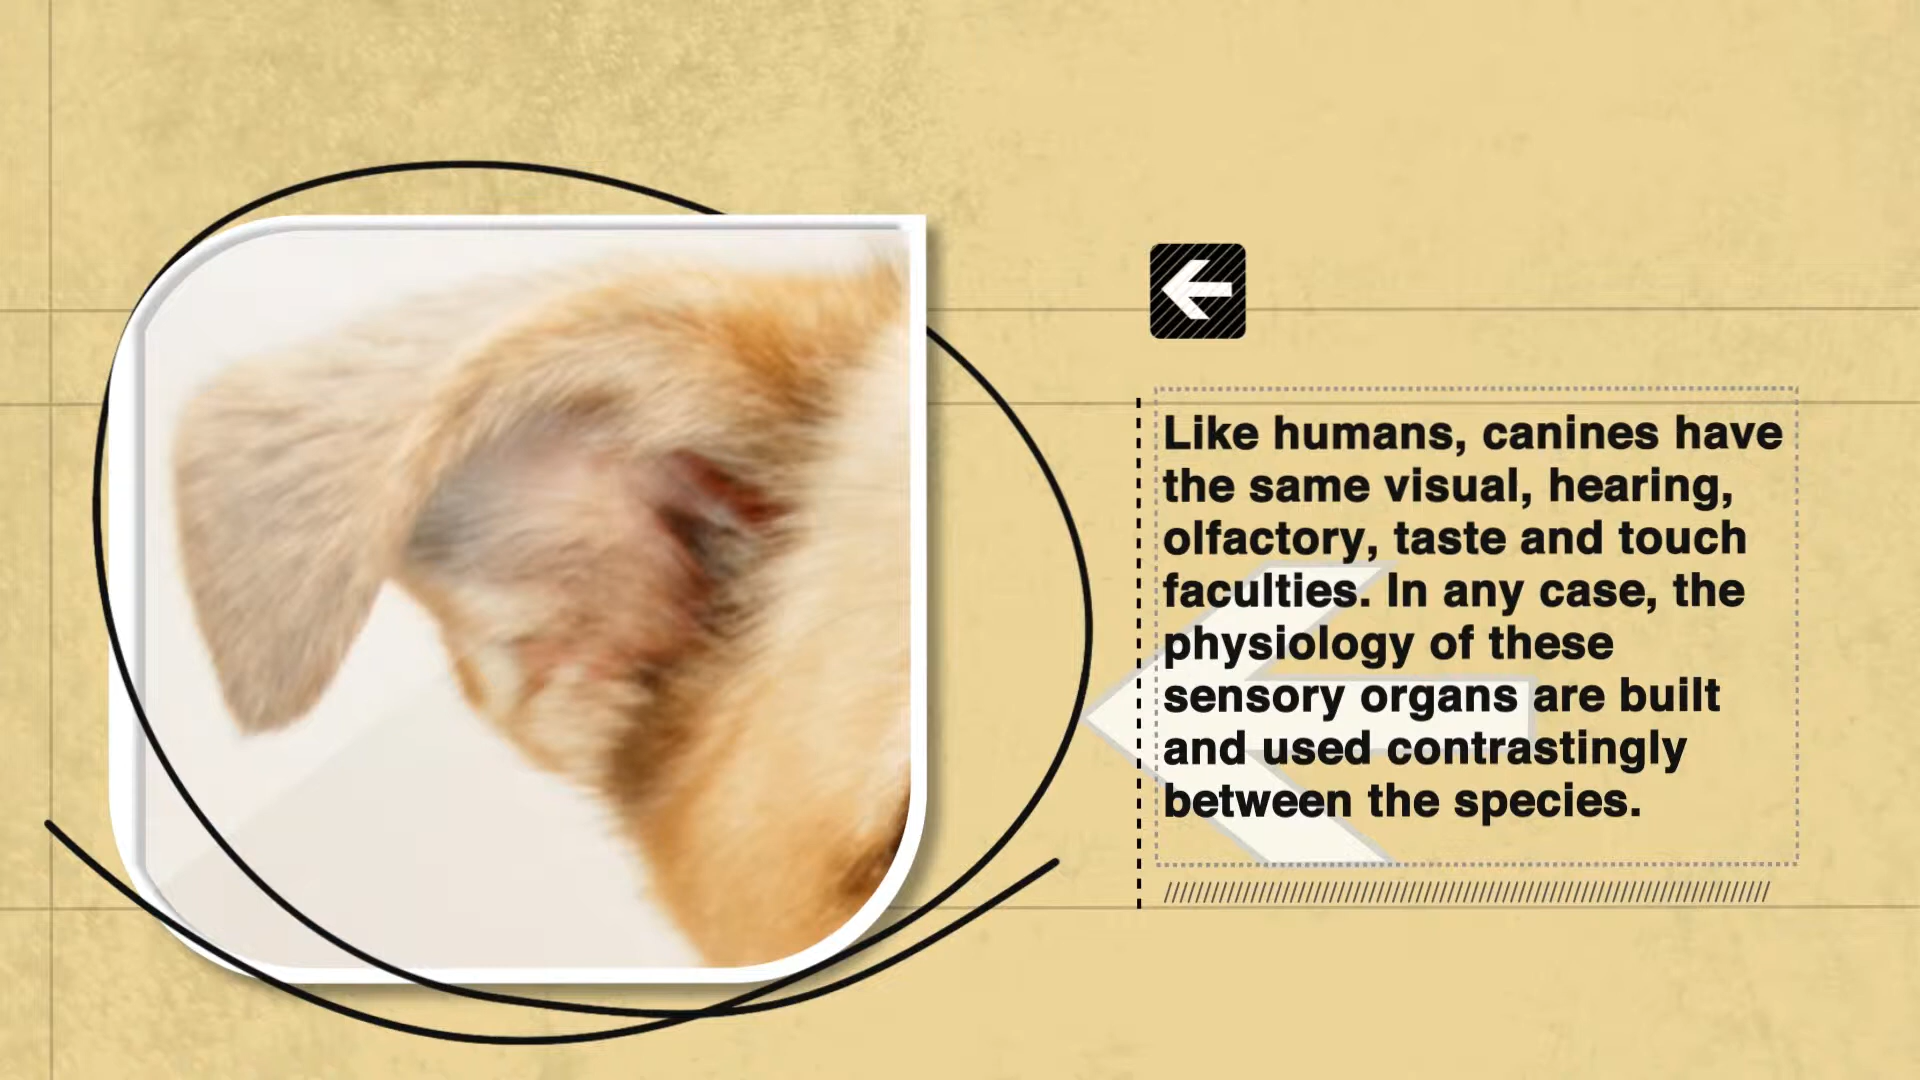 Like humans, canines have
the same visual, hearing,
olfactory, taste and touch
faculties. In any case, the
physiology of these
sensory organs are built
and used contrastingly
between the species.